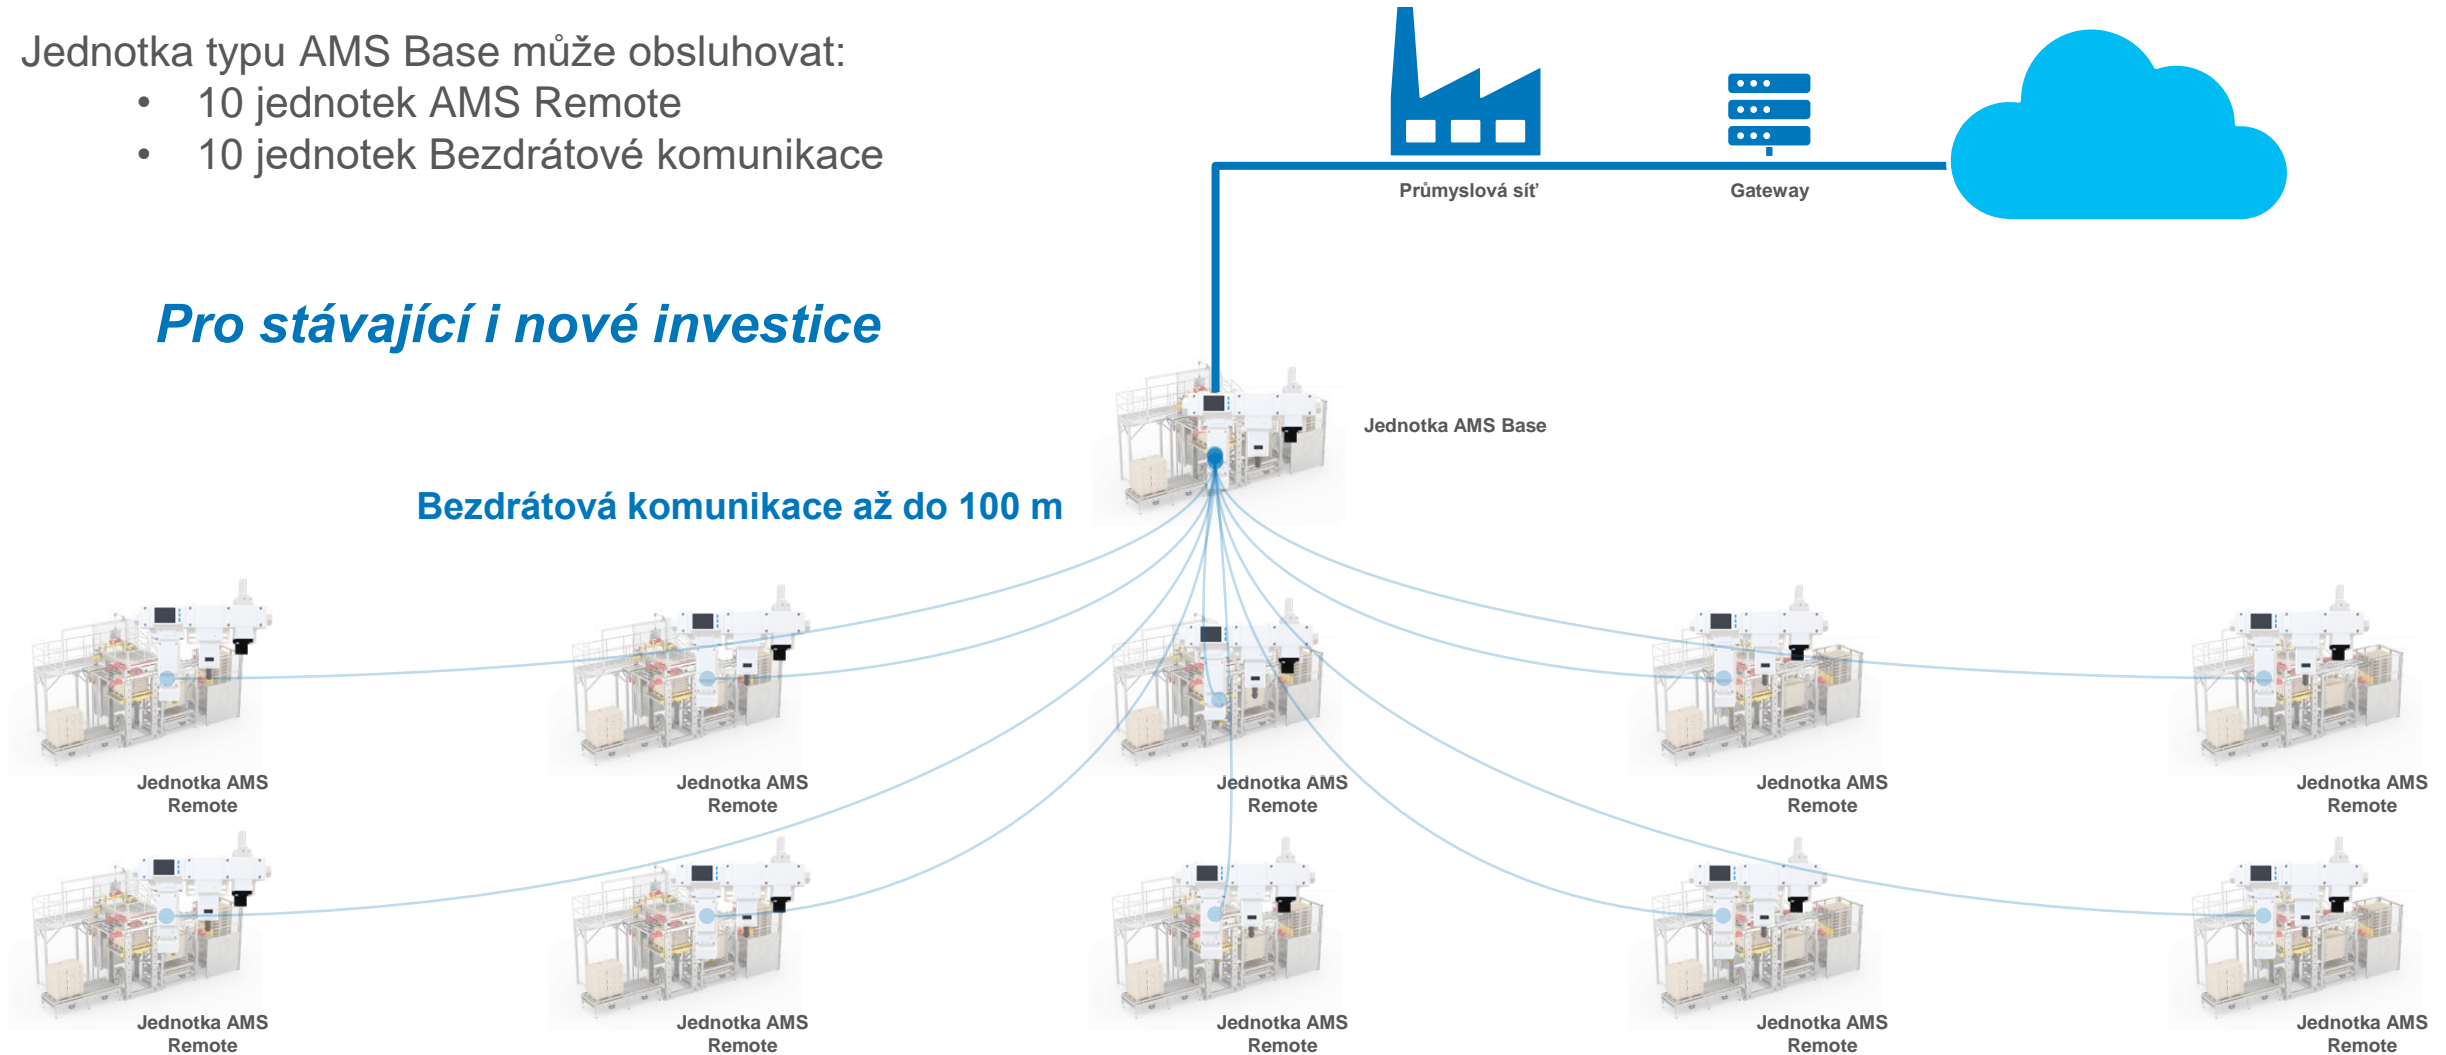 Jednotka typu AMS Base může obsluhovat:
• 10 jednotek AMS Remote
• 10 jednotek Bezdrátové komunikace
Průmyslová síť
Gateway
Pro stávající i nové investice
Jednotka AMS Base
Bezdrátová komunikace až do 100 m
Jednotka AMS
Remote
Jednotka AMS
Remote
Jednotka AMS
Remote
Jednotka AMS
Remote
Jednotka AMS
Remote
Jednotka AMS
Remote
Jednotka AMS
Remote
Jednotka AMS
Remote
Jednotka AMS
Remote
Jednotka AMS
Remote